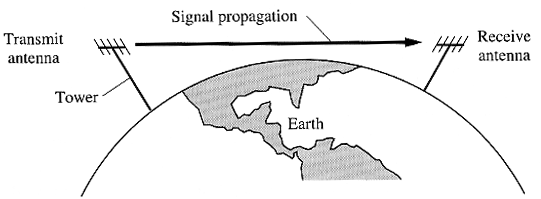 Signal propagation
Transmit
antenna
Receive
antenna
Tower
Earth